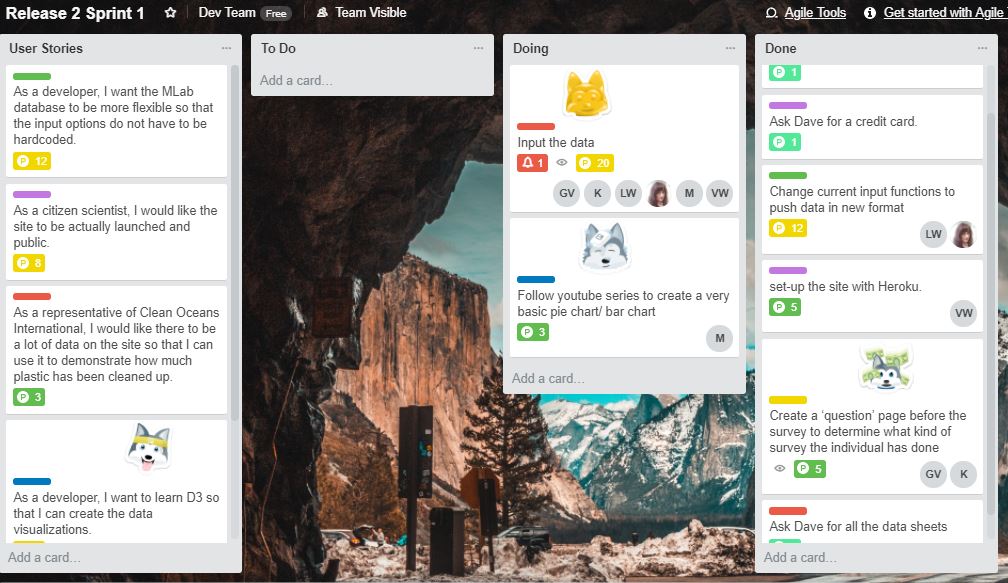 Release 2 Sprint 1
Dev Team
Free
Team Visible
Agile Tools
Get started with Agile
User Stories
As a developer, I want the MLab
database to be more flexible so that
the input options do not have to be
hardcoded.
P 12
As a citizen scientist, I would like the
site to be actually launched and
public.
P 8
As a representative of Clean Oceans
International, I would like there to be
a lot of data on the site so that I can
use it to demonstrate how much
plastic has been cleaned up.
P 3
As a developer, I want to learn D3 so
that I can create the data
visualizations.
Add a card...
To Do
Add a card...
Doing
Input the data
1
P 20
GV K LW M VW
Follow youtube series to create a very
basic pie chart/ bar chart
P 3
M
Add a card...
Done
P 1
Ask Dave for a credit card.
P 1
Change current input functions to
push data in new format
P 12
LW
set-up the site with Heroku.
P 5
VW
Create a ‘question’ page before the
survey to determine what kind of
survey the individual has done
P 5
GV K
Ask Dave for all the data sheets
Add a card...